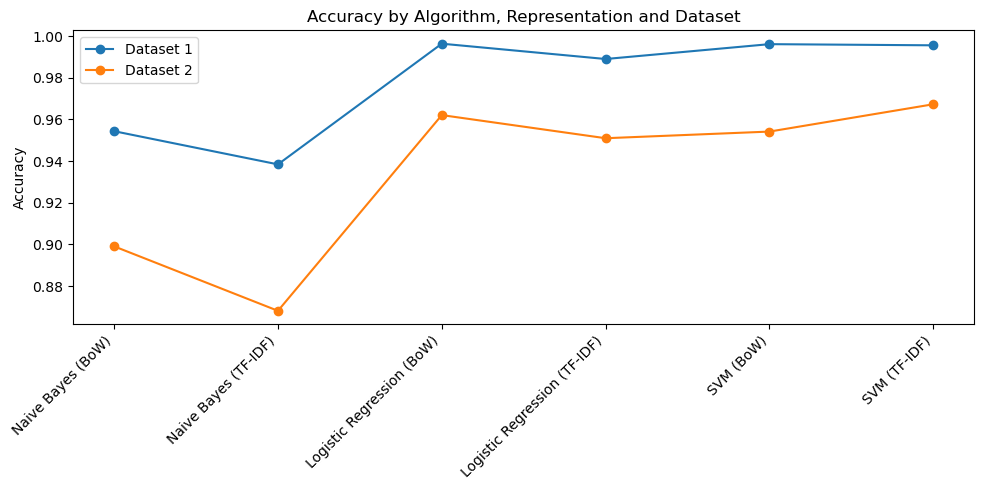 Accuracy by Algorithm, Representation and Dataset
Dataset 1
Dataset 2
Accuracy
1.00
0.98
0.96
0.94
0.92
0.90
0.88
Naive Bayes (BoW)
Naive Bayes (TF-IDF)
Logistic Regression (BoW)
Logistic Regression (TF-IDF)
SVM (BoW)
SVM (TF-IDF)